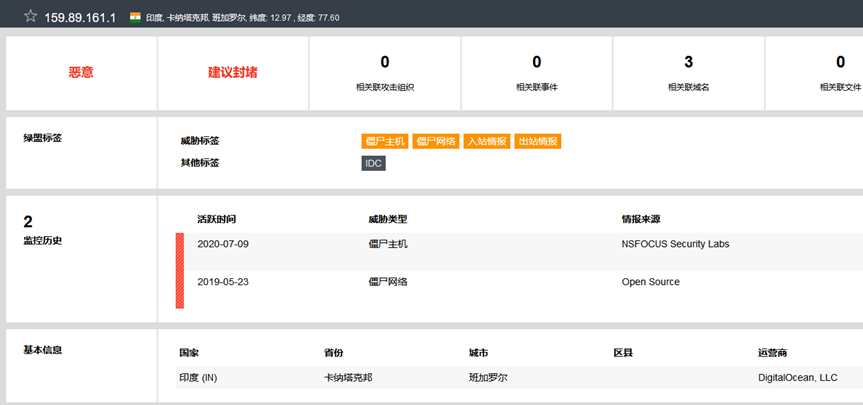 159.89.161.1 印度, 卡纳塔克邦, 班加罗尔, 纬度: 12.97 , 经度: 77.60
恶意 建议封堵 0 0 3 0
相关联攻击组织 相关联事件 相关联域名 相关联文件
绿盟标签 威胁标签 僵尸主机 僵尸网络 入站情报 出站情报
其他标签 IDC
2 活跃时间 威胁类型 情报来源
监控历史 2020-07-09 僵尸主机 NSFOCUS Security Labs
2019-05-23 僵尸网络 Open Source
基本信息 国家 省份 城市 区县 运营商
印度 (IN) 卡纳塔克邦 班加罗尔 DigitalOcean, LLC